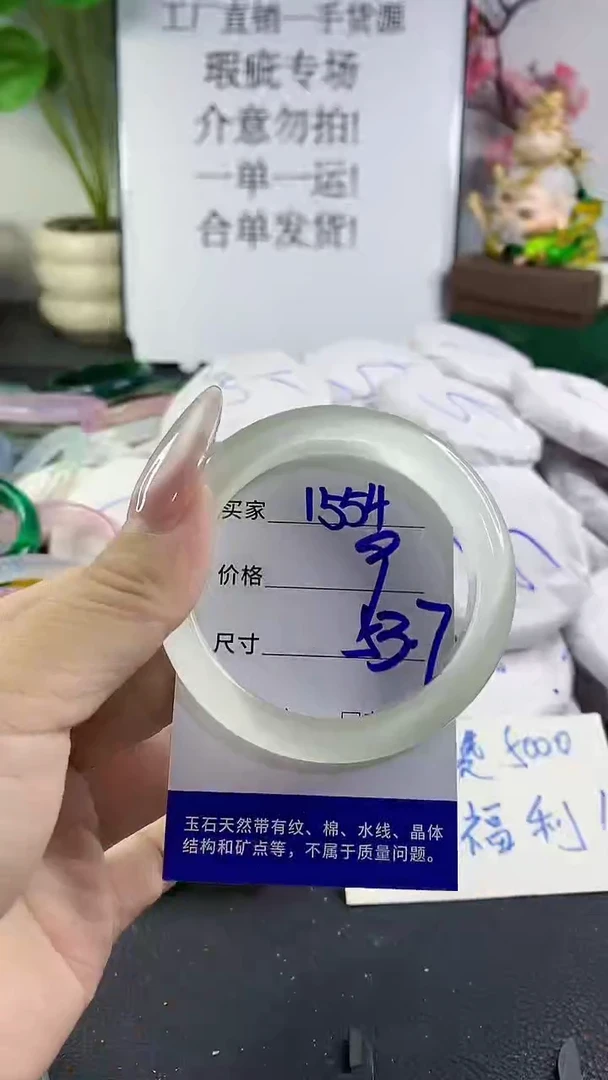 工厂直销一手货源
瑕疵专场
介意勿拍!
一单一运!
合单发货!
买家 1554
价格 9
尺寸 53.7
5000
福利!
玉石天然带有纹、棉、水线、晶体
结构和矿点等，不属于质量问题。